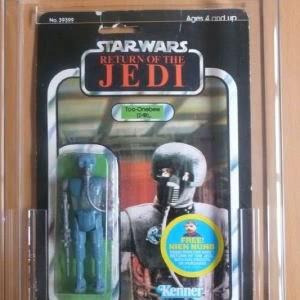 No. 39399
Ages 4 and up
STAR WARS
RETURN OF THE
JEDI
Too-Onebee
(2-1B)
FREE!
NIEN NUNB
Kenner